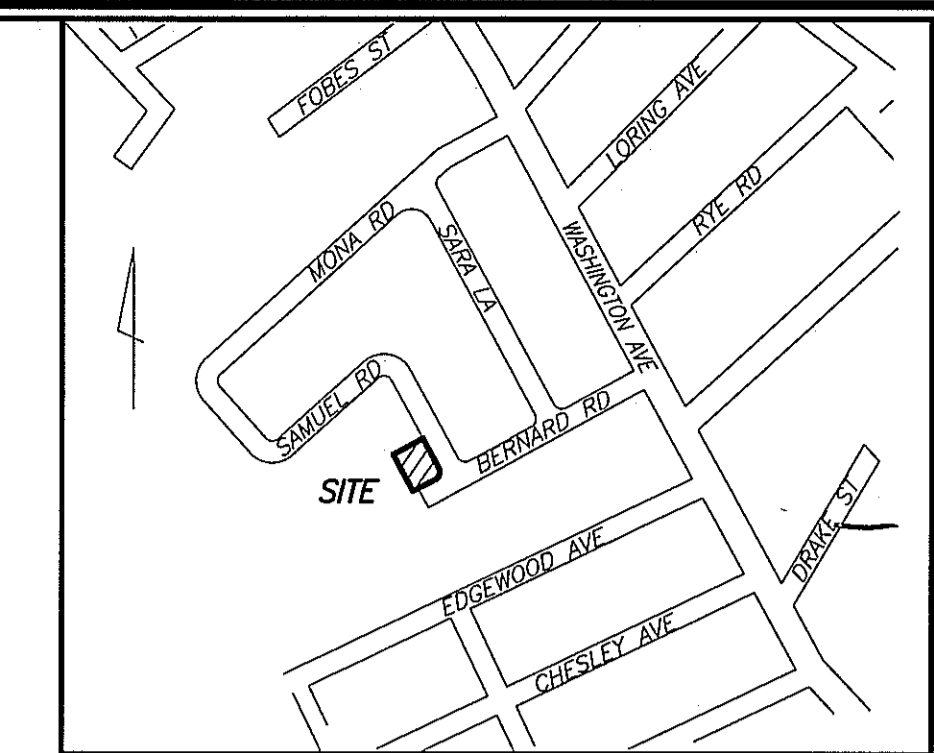 FOBES ST
LORING AVE
RYE RD
MONA RD
SARA LA
WASHINGTON AVE
SAMUEL RD
BERNARD RD
SITE
DRAKE ST
EDGEWOOD AVE
CHESLEY AVE